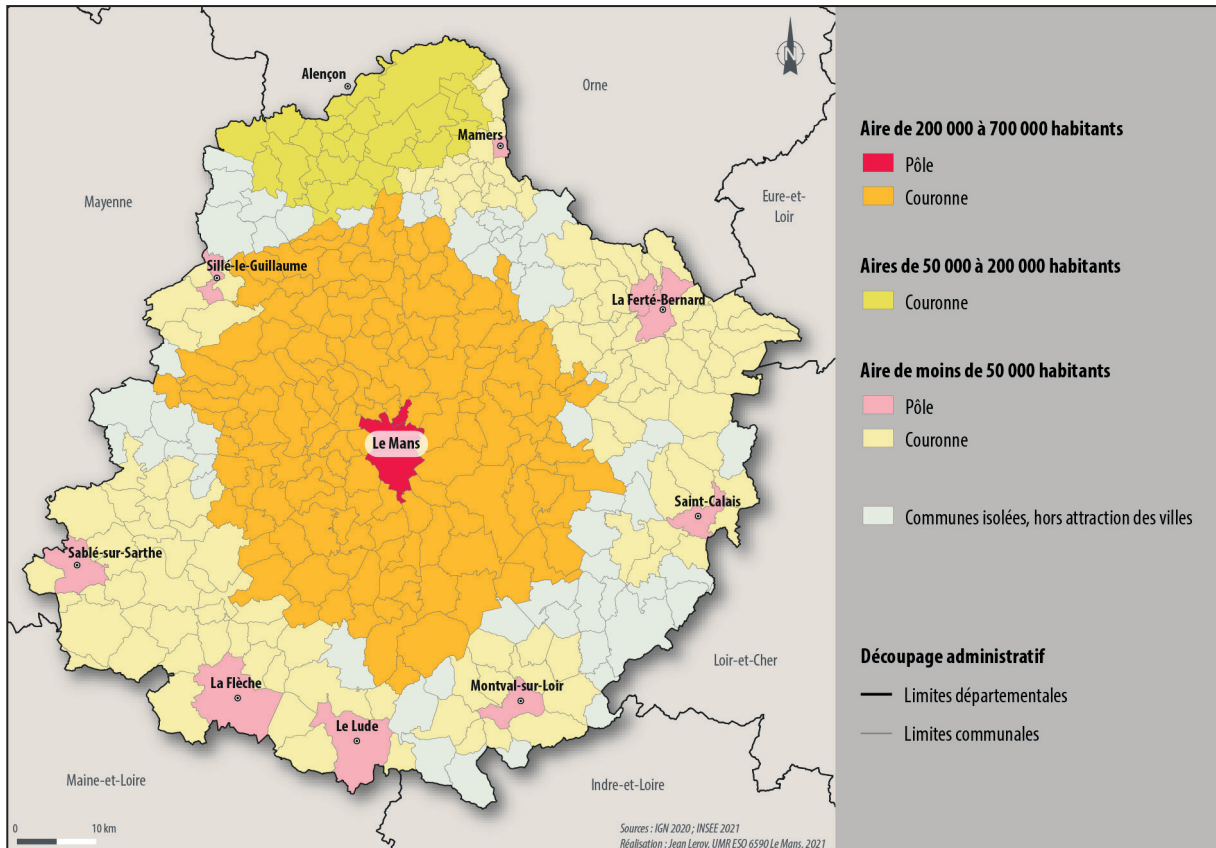 Alençon
N
Orne
Mamers
Mayenne
Eure-et-
Loir
Sillé-le-Guillaume
La Ferté-Bernard
Le Mans
Saint-Calais
Sablé-sur-Sarthe
Loir-et-Cher
La Flèche
Montval-sur-Loir
Le Lude
Maine-et-Loire
Indre-et-Loire
0 10 km
Sources : IGN 2020 ; INSEE 2021
Réalisation : Jean Leroy, UMR ESO 6590 Le Mans, 2021
Aire de 200 000 à 700 000 habitants
Pôle
Couronne
Aires de 50 000 à 200 000 habitants
Couronne
Aire de moins de 50 000 habitants
Pôle
Couronne
Communes isolées, hors attraction des villes
Découpage administratif
Limites départementales
Limites communales